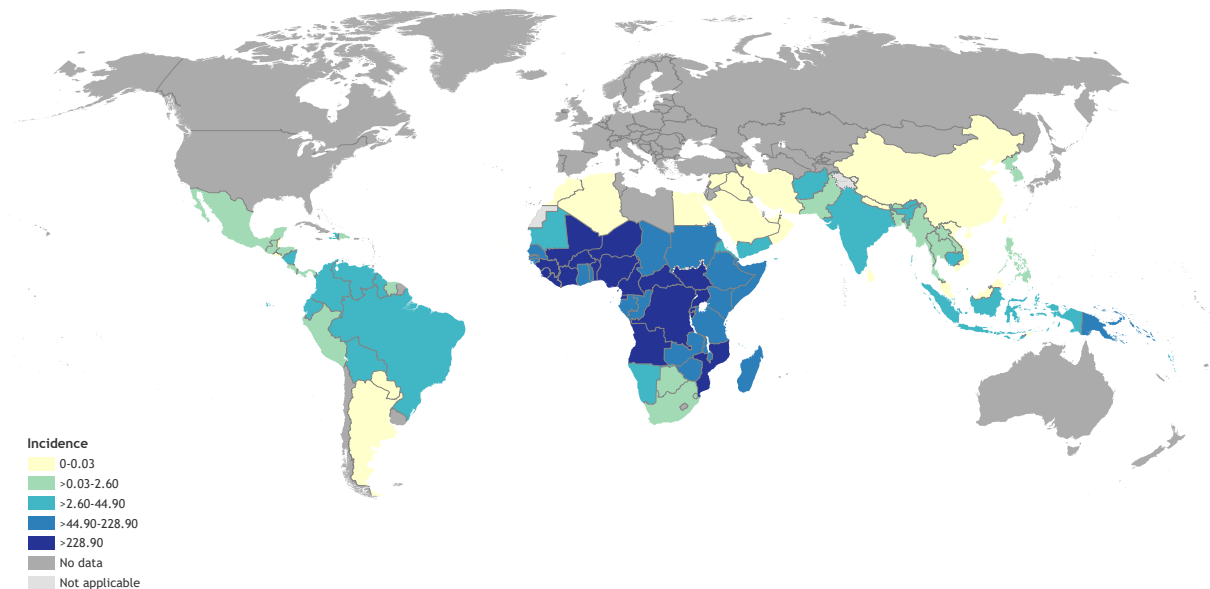 Incidence
0-0.03
>0.03-2.60
>2.60-44.90
>44.90-228.90
>228.90
No data
Not applicable